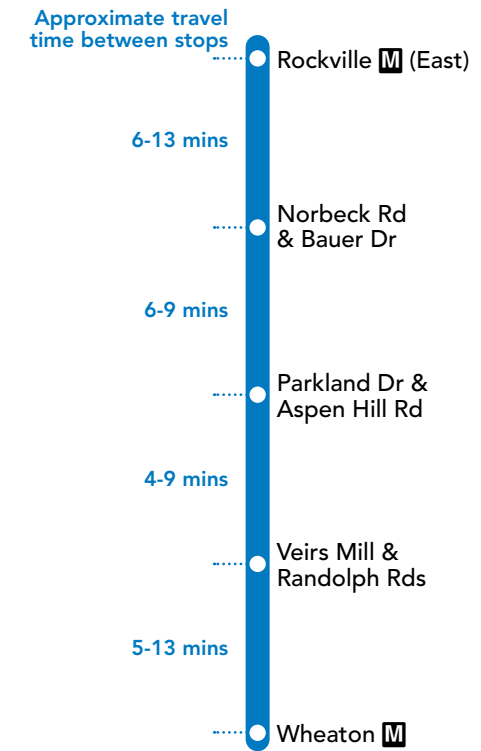 Approximate travel
time between stops
Rockville M (East)
6-13 mins
Norbeck Rd
& Bauer Dr
6-9 mins
Parkland Dr &
Aspen Hill Rd
4-9 mins
Veirs Mill &
Randolph Rds
5-13 mins
Wheaton M